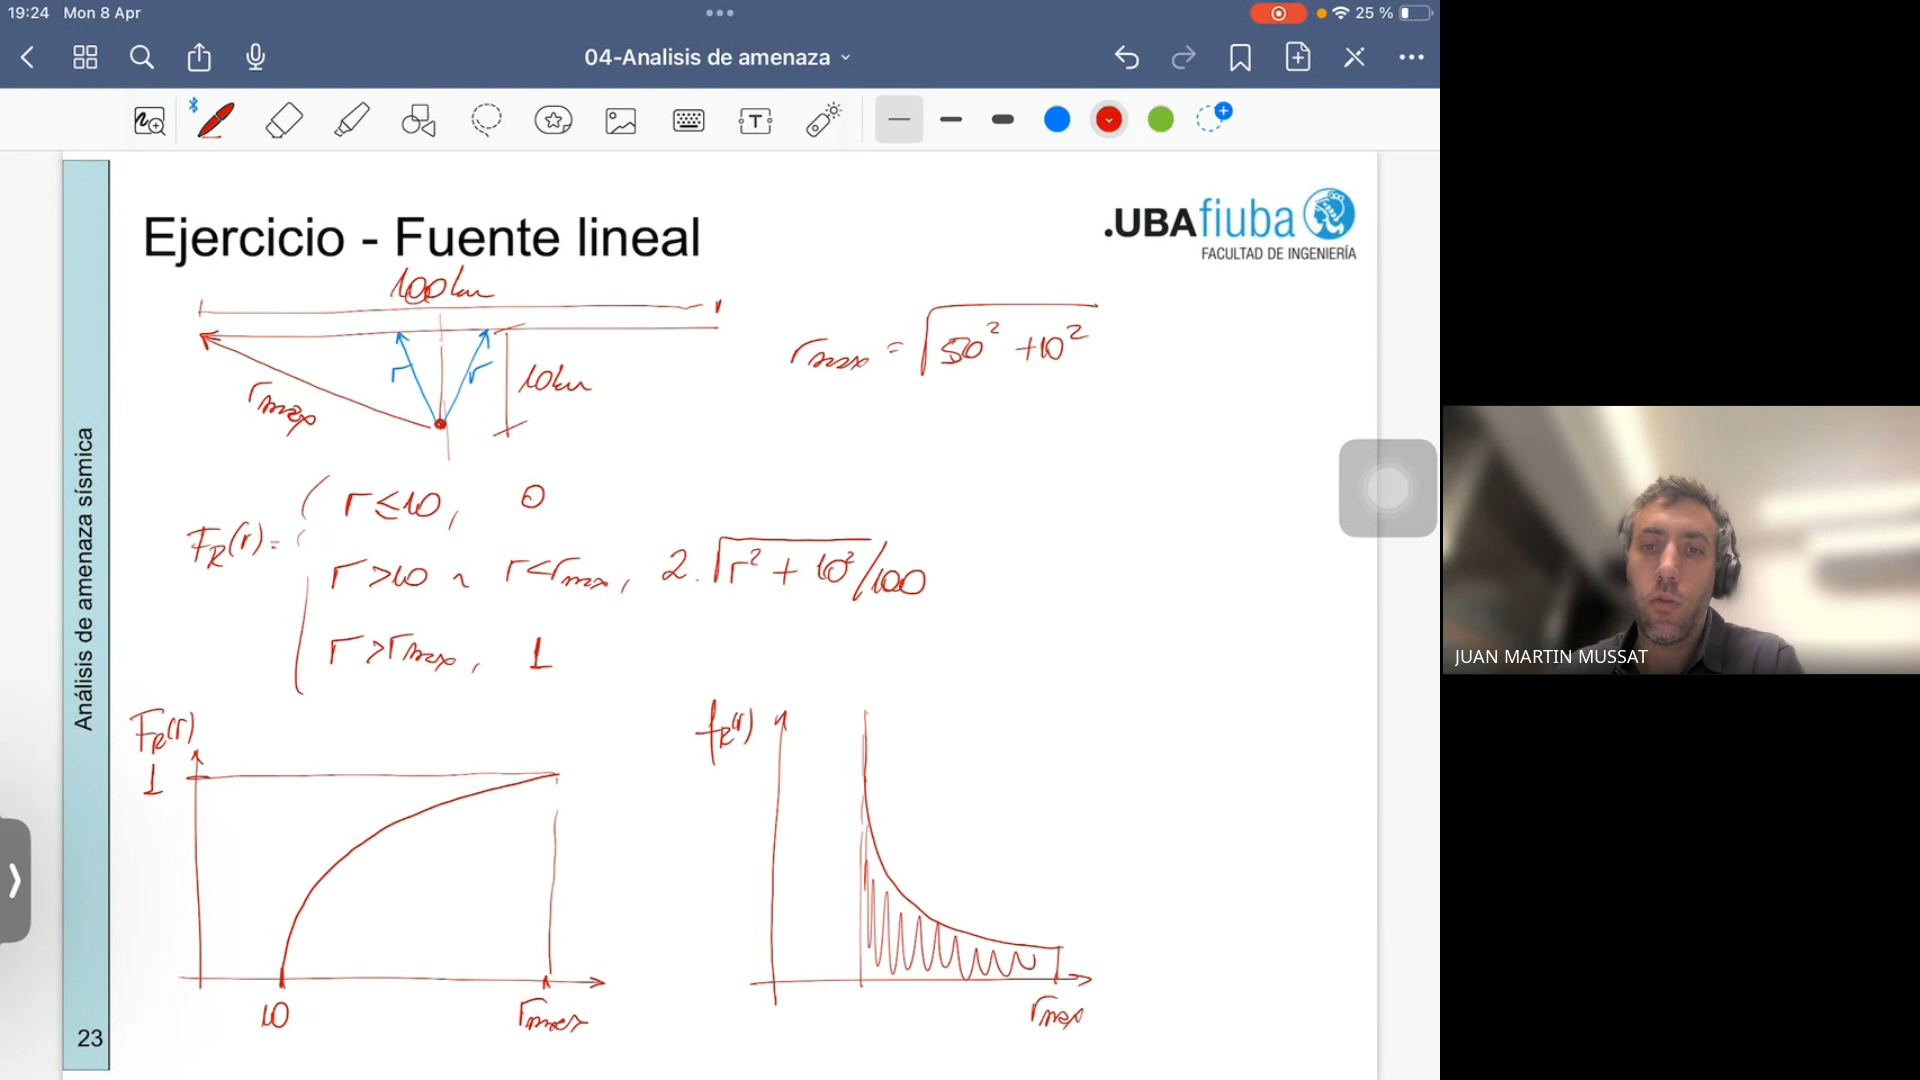 19:24 Mon 8 Apr
25 %
04-Analisis de amenaza
Ejercicio - Fuente lineal
.UBAfiuba
FACULTAD DE INGENIERÍA
100km
rmax = √50² + 10²
r
r
10km
rmax
FR(r) =
r ≤ 10, 0
r > 10 ∧ r < rmax, 2. √r² + 10² /100
r > rmax, 1
FR(r)
1
10
rmax
fR(r)
rmax
Análisis de amenaza sísmica
23
JUAN MARTIN MUSSAT